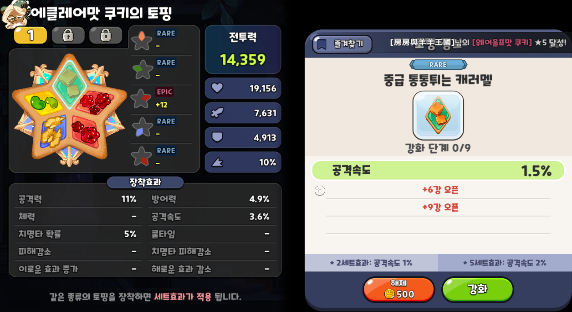 에클레어맛 쿠키의 토핑
1
RARE
-
RARE
-
EPIC
+12
RARE
-
RARE
-
전투력
14,359
19,156
7,631
4,913
10%
장착효과
공격력 11% 방어력 4.9%
체력 - 공격속도 3.6%
치명타 확률 5% 쿨타임 -
피해감소 - 치명타 피해감소 -
이로운 효과 증가 - 해로운 효과 감소 -
같은 종류의 토핑을 장착하면 세트효과가 적용 됩니다.
즐겨찾기
님의 [웨어울프맛 쿠키] ★5 달성!
RARE
중급 통통튀는 캐러멜
강화 단계 0/9
공격속도 1.5%
+6강 오픈
+9강 오픈
* 2세트효과: 공격속도 1% * 5세트효과: 공격속도 2%
해제
500
강화